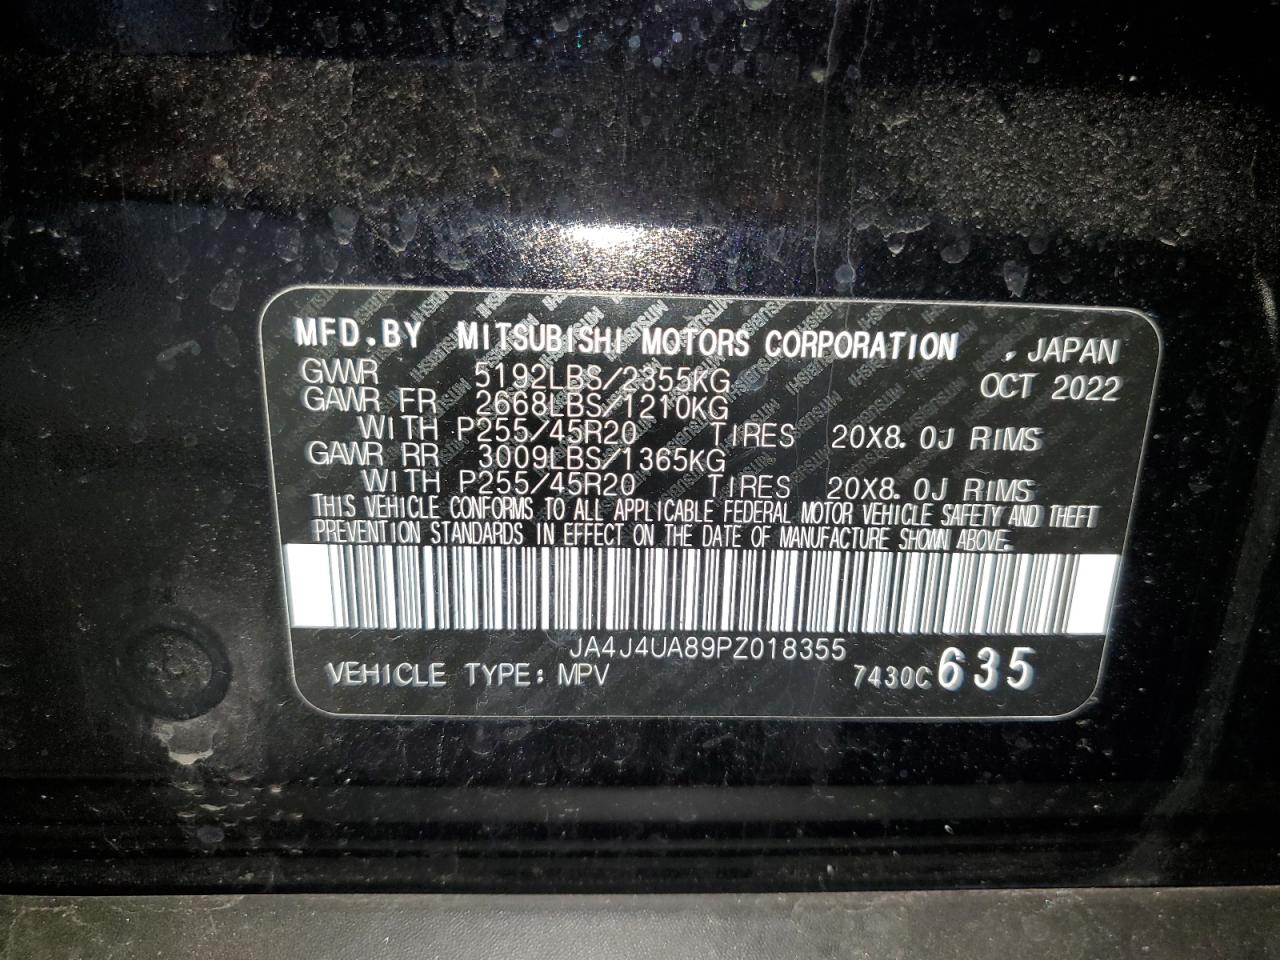 MFD.BY MITSUBISHI MOTORS CORPORATION , JAPAN
GVWR 5192LBS/2355KG OCT 2022
GAWR FR 2668LBS/1210KG
WITH P255/45R20 TIRES 20X8.0J RIMS
GAWR RR 3009LBS/1365KG
WITH P255/45R20 TIRES 20X8.0J RIMS
THIS VEHICLE CONFORMS TO ALL APPLICABLE FEDERAL MOTOR VEHICLE SAFETY AND THEFT
PREVENTION STANDARDS IN EFFECT ON THE DATE OF MANUFACTURE SHOWN ABOVE.
JA4J4UA89PZ018355
VEHICLE TYPE: MPV 7430C635